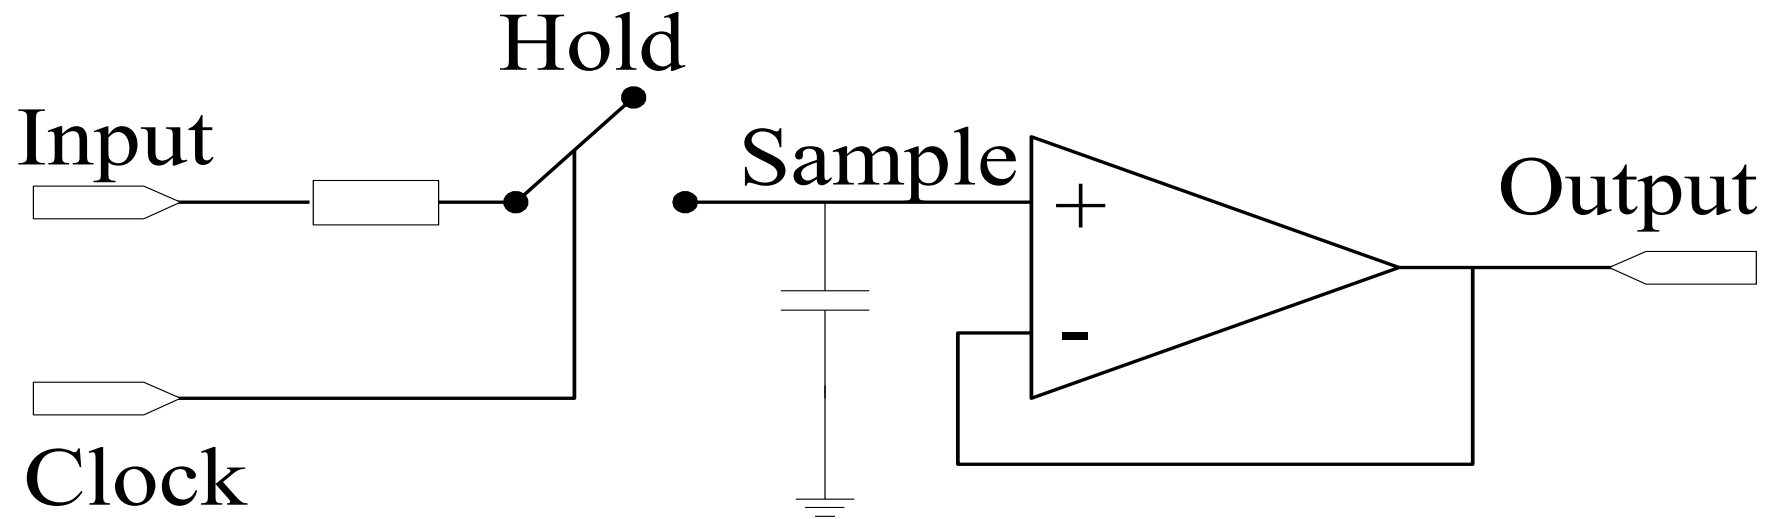 Hold
Input
Sample
+
Output
-
Clock